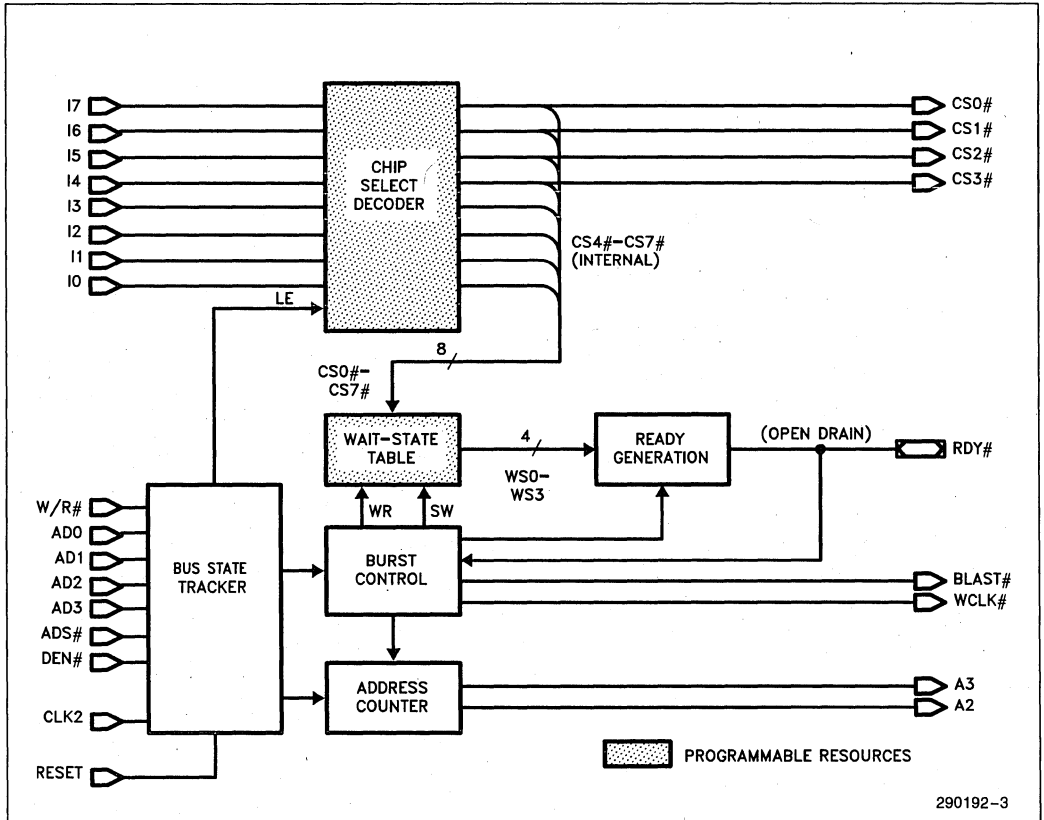 I7
I6
I5
I4
I3
I2
I1
I0
CHIP
SELECT
DECODER
CS0#
CS1#
CS2#
CS3#
CS4#-CS7#
(INTERNAL)
LE
8
CS0#-
CS7#
WAIT-STATE
TABLE
4
WS0-
WS3
READY
GENERATION
(OPEN DRAIN)
RDY#
WR
SW
W/R#
AD0
AD1
AD2
AD3
ADS#
DEN#
CLK2
RESET
BUS STATE
TRACKER
BURST
CONTROL
BLAST#
WCLK#
ADDRESS
COUNTER
A3
A2
PROGRAMMABLE RESOURCES
290192-3